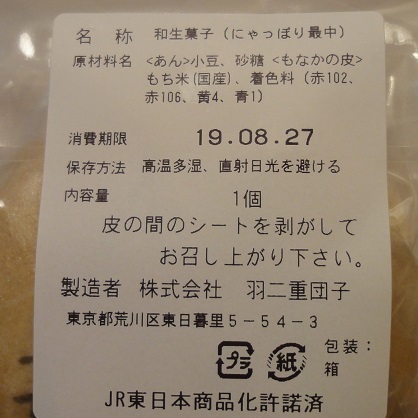 名 称 和生菓子（にゃっぽり最中）
原材料名 <あん>小豆、砂糖 <もなかの皮>
もち米(国産)、着色料（赤102、
赤106、黄4、青1）
消費期限 19.08.27
保存方法 高温多湿、直射日光を避ける
内容量 1個
皮の間のシートを剥がして
お召し上がり下さい。
製造者 株式会社 羽二重団子
東京都荒川区東日暮里5-54-3
プラ 紙 包装：
箱
JR東日本商品化許諾済